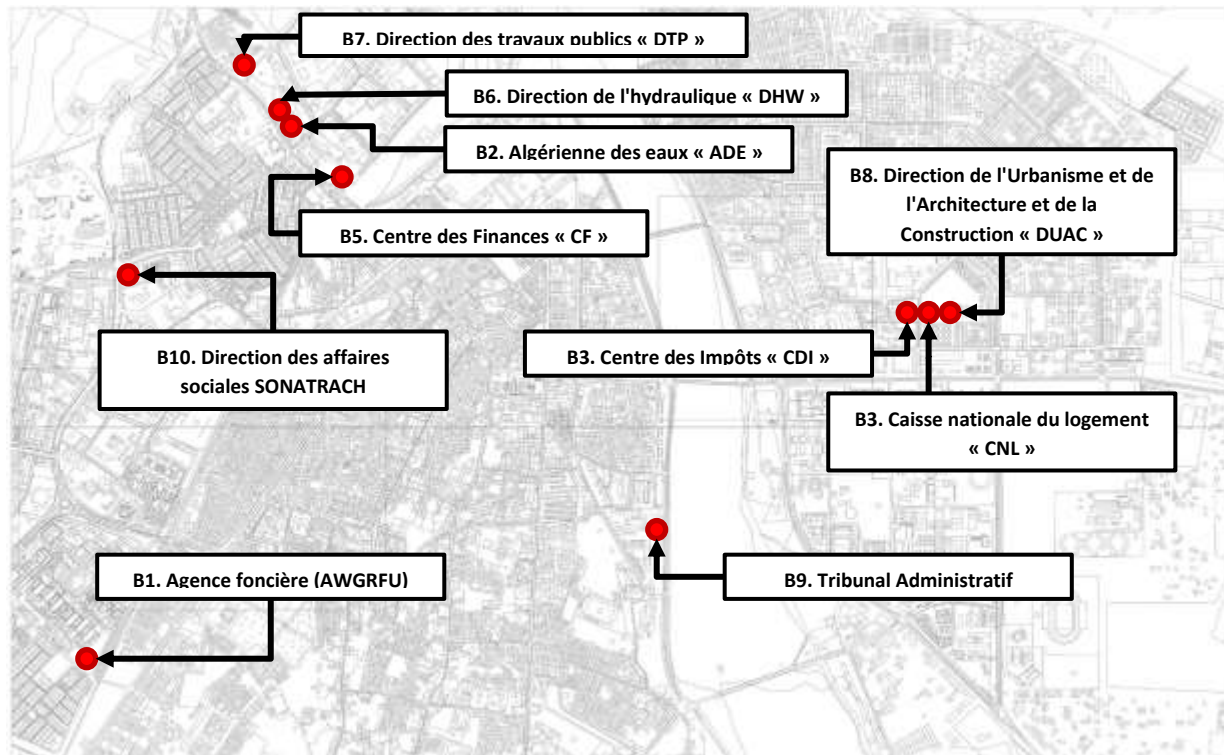 B7. Direction des travaux publics « DTP »
B6. Direction de l'hydraulique « DHW »
B2. Algérienne des eaux « ADE »
B8. Direction de l'Urbanisme et de
l'Architecture et de la
Construction « DUAC »
B5. Centre des Finances « CF »
B10. Direction des affaires
sociales SONATRACH
B3. Centre des Impôts « CDI »
B3. Caisse nationale du logement
« CNL »
B1. Agence foncière (AWGRFU)
B9. Tribunal Administratif